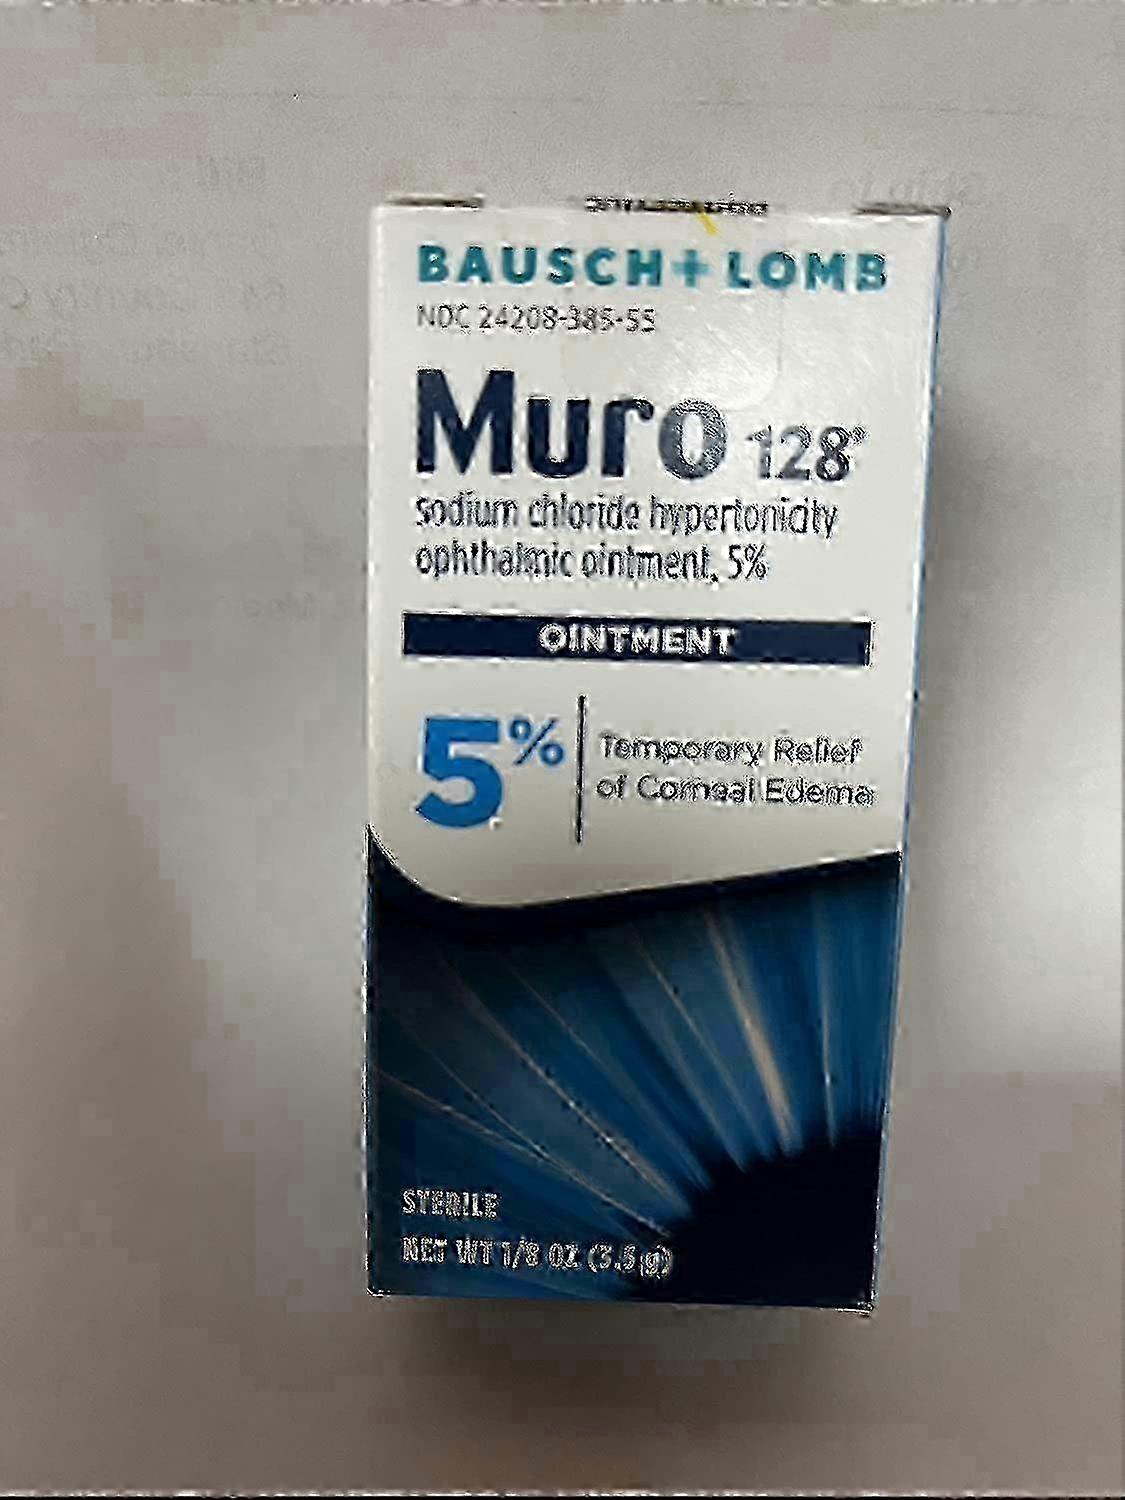 BAUSCH + LOMB
NDC 24208-385-55
Muro 128®
sodium chloride hypertonicity
ophthalmic ointment, 5%
OINTMENT
5%
Temporary Relief
of Corneal Edema
STERILE
NET WT 1/8 OZ (3.5 g)